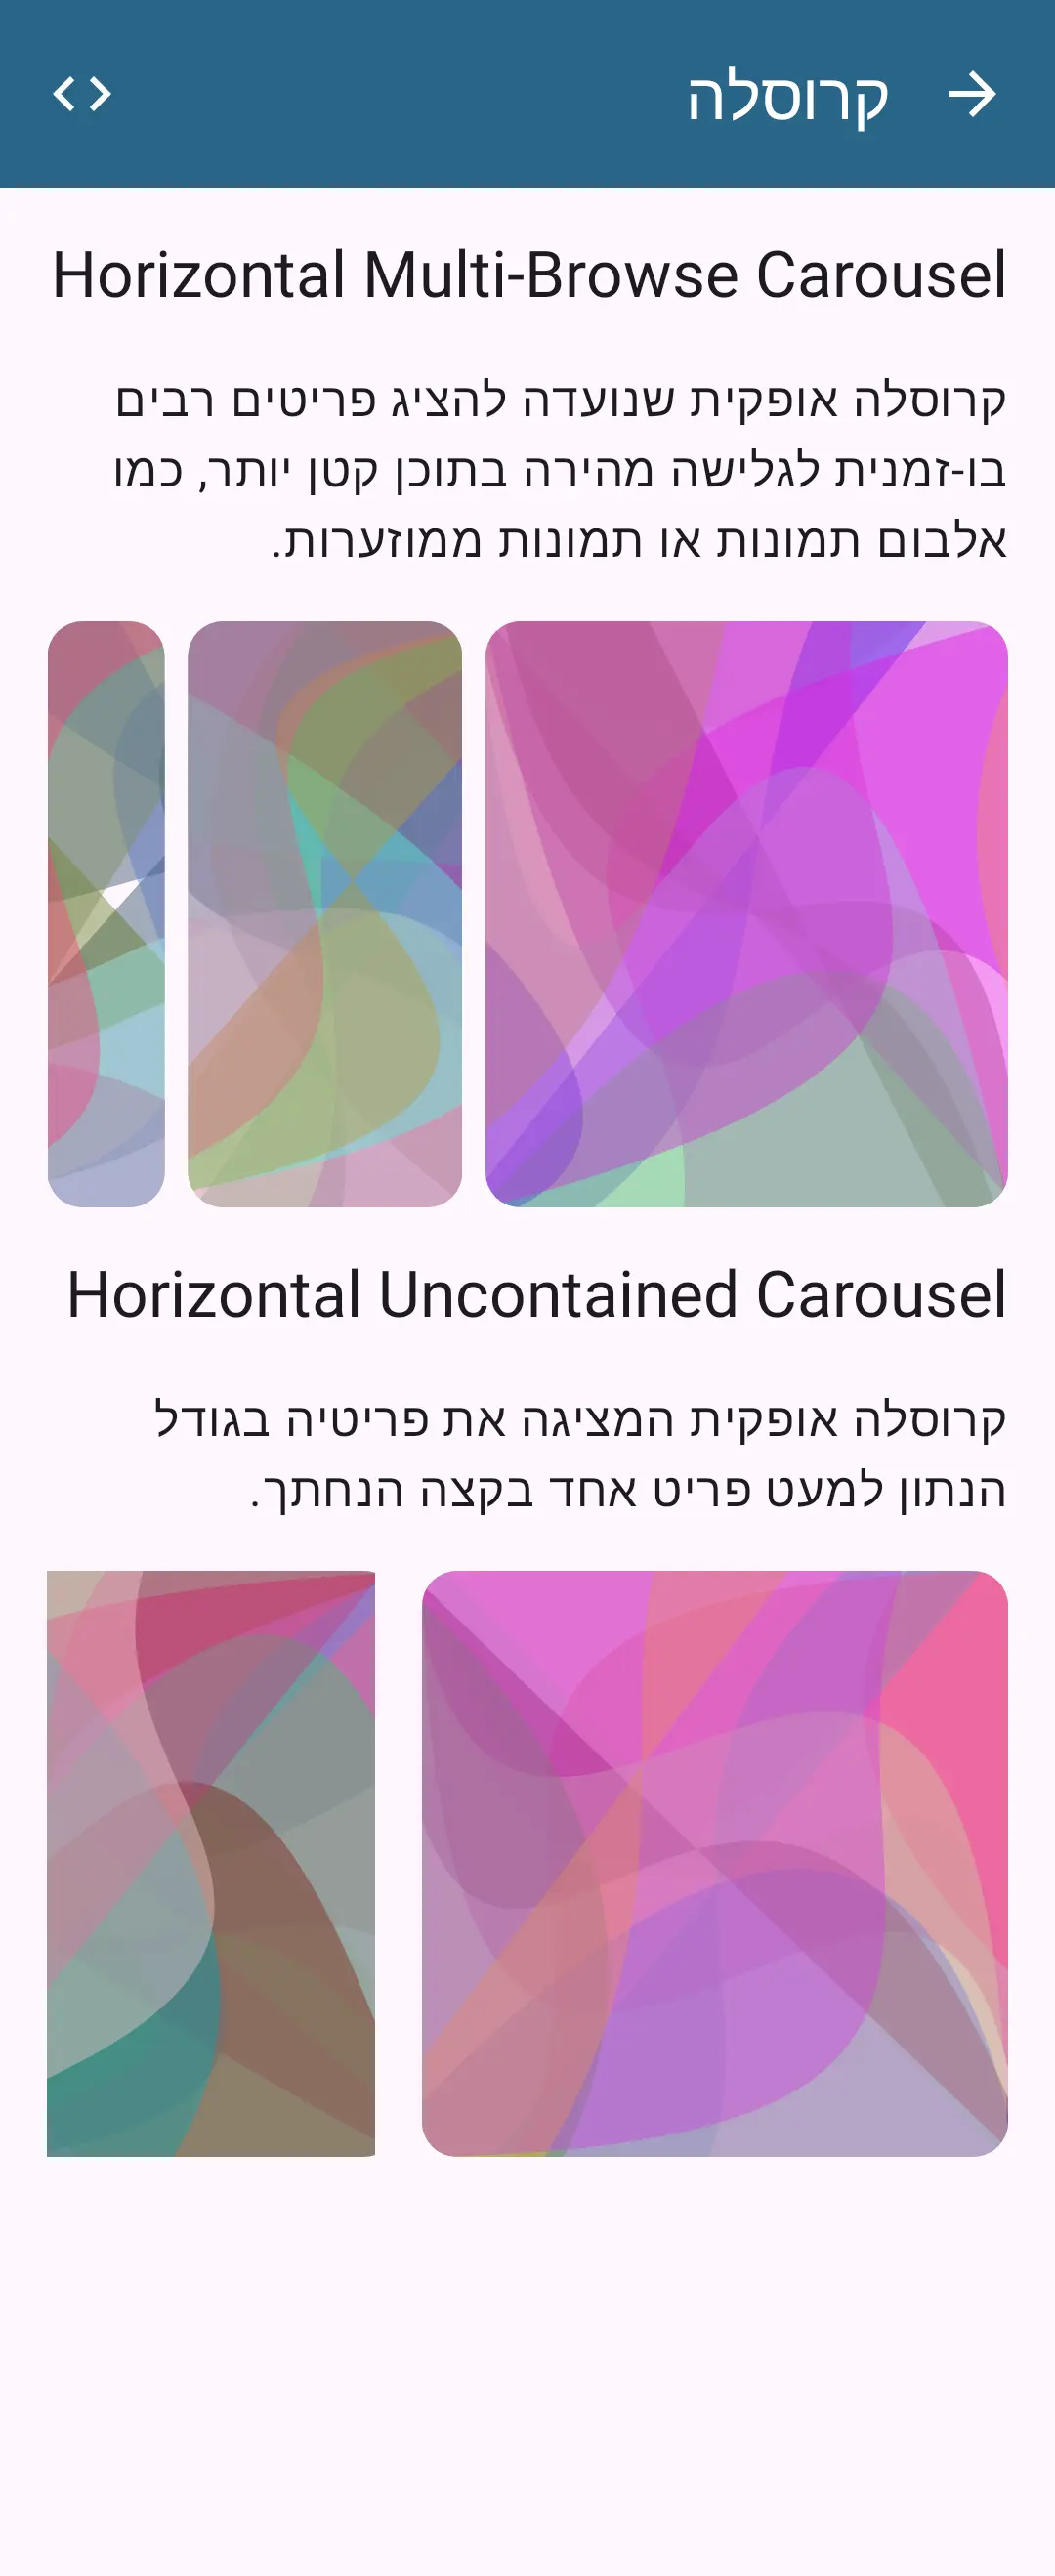 קרוסלה
Horizontal Multi-Browse Carousel
קרוסלה אופקית שנועדה להציג פריטים רבים
בו-זמנית לגלישה מהירה בתוכן קטן יותר, כמו
אלבום תמונות או תמונות ממוזערות.
Horizontal Uncontained Carousel
קרוסלה אופקית המציגה את פריטיה בגודל
הנתון למעט פריט אחד בקצה הנחתך.